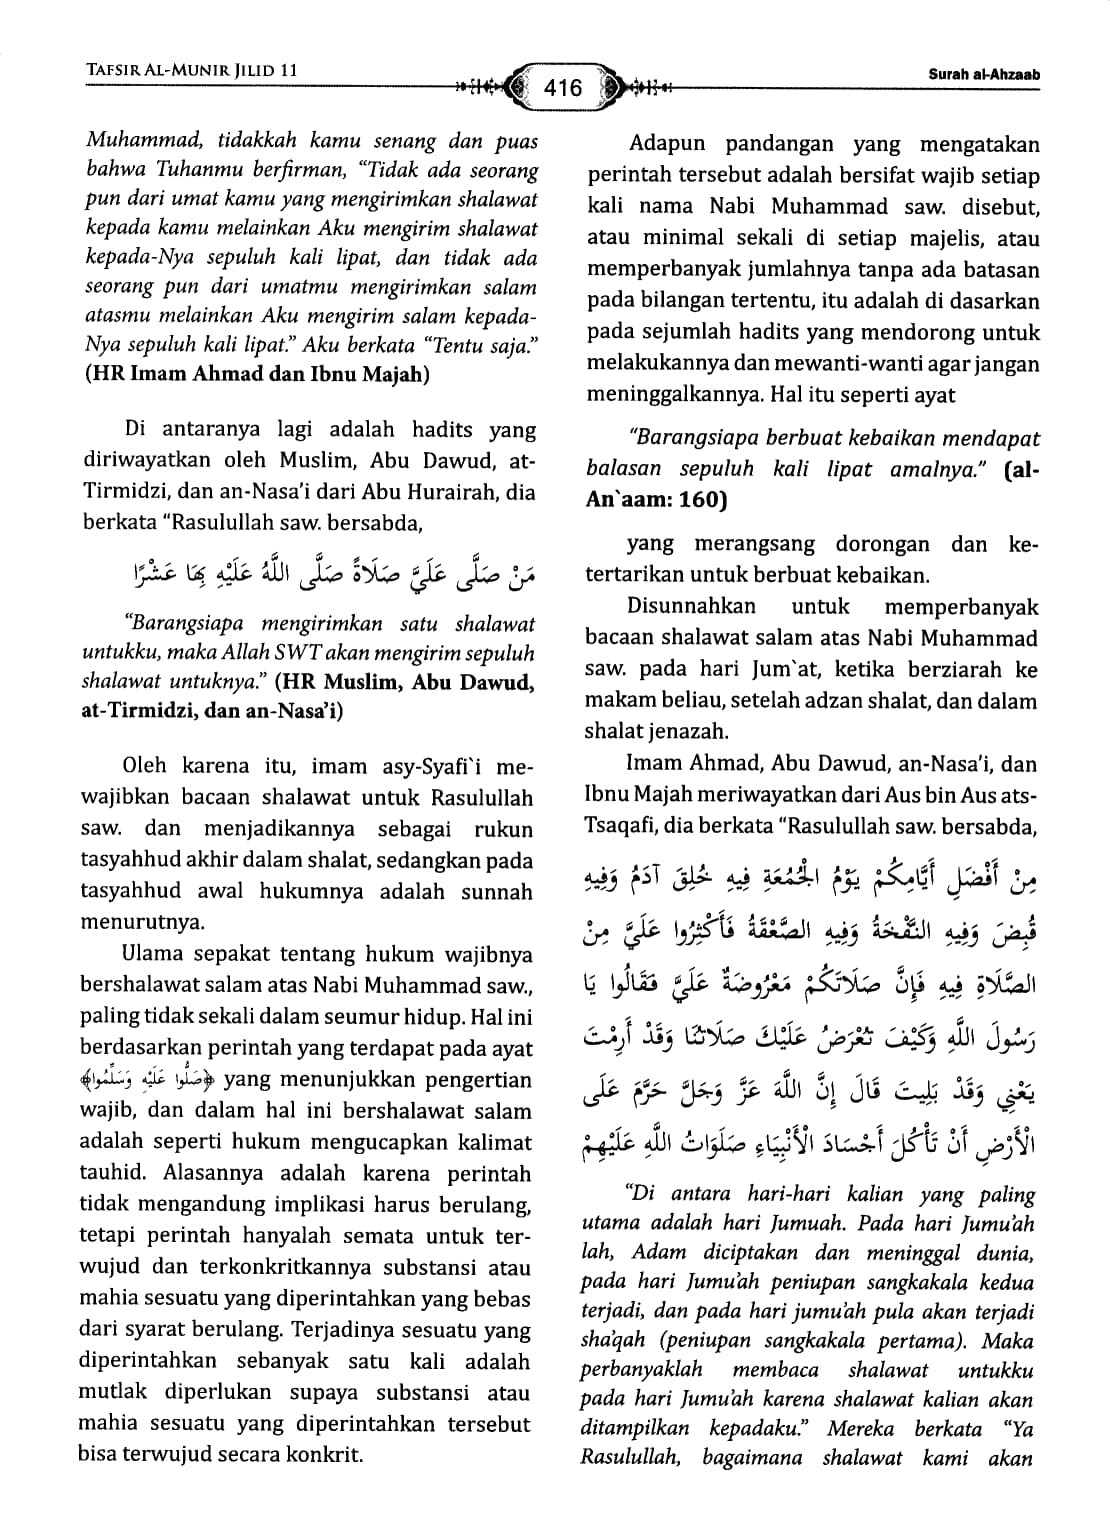 TAFSIR AL-MUNIR JILID 11
416
Surah al-Ahzaab
Muhammad, tidakkah kamu senang dan puas
bahwa Tuhanmu berfirman, “Tidak ada seorang
pun dari umat kamu yang mengirimkan shalawat
kepada kamu melainkan Aku mengirim shalawat
kepada-Nya sepuluh kali lipat, dan tidak ada
seorang pun dari umatmu mengirimkan salam
atasmu melainkan Aku mengirim salam kepada-
Nya sepuluh kali lipat.” Aku berkata “Tentu saja.”
(HR Imam Ahmad dan Ibnu Majah)
Di antaranya lagi adalah hadits yang
diriwayatkan oleh Muslim, Abu Dawud, at-
Tirmidzi, dan an-Nasa’i dari Abu Hurairah, dia
berkata “Rasulullah saw. bersabda,
مَنْ صَلَّى عَلَيَّ صَلَاةً صَلَّى اللَّهُ عَلَيْهِ بِهَا عَشْرًا
“Barangsiapa mengirimkan satu shalawat
untukku, maka Allah SWT akan mengirim sepuluh
shalawat untuknya.” (HR Muslim, Abu Dawud,
at-Tirmidzi, dan an-Nasa’i)
Oleh karena itu, imam asy-Syafi`i me-
wajibkan bacaan shalawat untuk Rasulullah
saw. dan menjadikannya sebagai rukun
tasyahhud akhir dalam shalat, sedangkan pada
tasyahhud awal hukumnya adalah sunnah
menurutnya.
Ulama sepakat tentang hukum wajibnya
bershalawat salam atas Nabi Muhammad saw.,
paling tidak sekali dalam seumur hidup. Hal ini
berdasarkan perintah yang terdapat pada ayat
﴿صَلُّوا عَلَيْهِ وَسَلِّمُوا﴾ yang menunjukkan pengertian
wajib, dan dalam hal ini bershalawat salam
adalah seperti hukum mengucapkan kalimat
tauhid. Alasannya adalah karena perintah
tidak mengandung implikasi harus berulang,
tetapi perintah hanyalah semata untuk ter-
wujud dan terkonkritkannya substansi atau
mahia sesuatu yang diperintahkan yang bebas
dari syarat berulang. Terjadinya sesuatu yang
diperintahkan sebanyak satu kali adalah
mutlak diperlukan supaya substansi atau
mahia sesuatu yang diperintahkan tersebut
bisa terwujud secara konkrit.
Adapun pandangan yang mengatakan
perintah tersebut adalah bersifat wajib setiap
kali nama Nabi Muhammad saw. disebut,
atau minimal sekali di setiap majelis, atau
memperbanyak jumlahnya tanpa ada batasan
pada bilangan tertentu, itu adalah di dasarkan
pada sejumlah hadits yang mendorong untuk
melakukannya dan mewanti-wanti agar jangan
meninggalkannya. Hal itu seperti ayat
“Barangsiapa berbuat kebaikan mendapat
balasan sepuluh kali lipat amalnya.” (al-
An`aam: 160)
yang merangsang dorongan dan ke-
tertarikan untuk berbuat kebaikan.
Disunnahkan untuk memperbanyak
bacaan shalawat salam atas Nabi Muhammad
saw. pada hari Jum`at, ketika berziarah ke
makam beliau, setelah adzan shalat, dan dalam
shalat jenazah.
Imam Ahmad, Abu Dawud, an-Nasa’i, dan
Ibnu Majah meriwayatkan dari Aus bin Aus ats-
Tsaqafi, dia berkata “Rasulullah saw. bersabda,
مِنْ أَفْضَلِ أَيَّامِكُمْ يَوْمُ الْجُمُعَةِ فِيهِ خُلِقَ آدَمُ وَفِيهِ
قُبِضَ وَفِيهِ النَّفْخَةُ وَفِيهِ الصَّعْقَةُ فَأَكْثِرُوا عَلَيَّ مِنْ
الصَّلَاةِ فِيهِ فَإِنَّ صَلَاتَكُمْ مَعْرُوضَةٌ عَلَيَّ فَقَالُوا يَا
رَسُولَ اللَّهِ وَكَيْفَ تُعْرَضُ عَلَيْكَ صَلَاتُنَا وَقَدْ أَرِمْتَ
يَعْنِي وَقَدْ بَلِيتَ قَالَ إِنَّ اللَّهَ عَزَّ وَجَلَّ حَرَّمَ عَلَى
الْأَرْضِ أَنْ تَأْكُلَ أَجْسَادَ الْأَنْبِيَاءِ صَلَوَاتُ اللَّهِ عَلَيْهِمْ
“Di antara hari-hari kalian yang paling
utama adalah hari Jumuah. Pada hari Jumu’ah
lah, Adam diciptakan dan meninggal dunia,
pada hari Jumu’ah peniupan sangkakala kedua
terjadi, dan pada hari jumu’ah pula akan terjadi
sha’qah (peniupan sangkakala pertama). Maka
perbanyaklah membaca shalawat untukku
pada hari Jumu’ah karena shalawat kalian akan
ditampilkan kepadaku.” Mereka berkata “Ya
Rasulullah, bagaimana shalawat kami akan